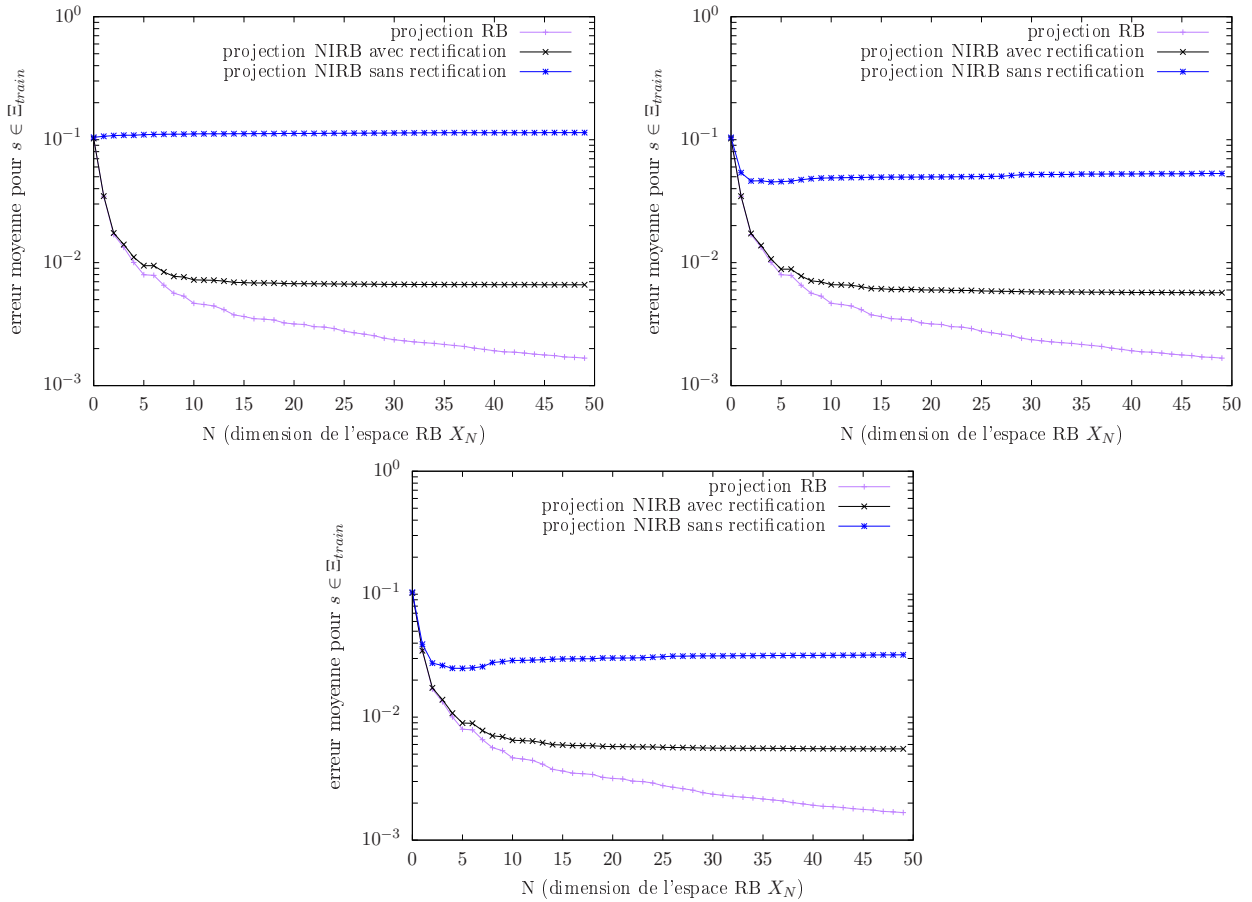 10^0
10^-1
10^-2
10^-3
0 5 10 15 20 25 30 35 40 45 50
erreur moyenne pour s ∈ Ξ_train
N (dimension de l'espace RB X_N)
projection RB
projection NIRB avec rectification
projection NIRB sans rectification
10^0
10^-1
10^-2
10^-3
0 5 10 15 20 25 30 35 40 45 50
erreur moyenne pour s ∈ Ξ_train
N (dimension de l'espace RB X_N)
projection RB
projection NIRB avec rectification
projection NIRB sans rectification
10^0
10^-1
10^-2
10^-3
0 5 10 15 20 25 30 35 40 45 50
erreur moyenne pour s ∈ Ξ_train
N (dimension de l'espace RB X_N)
projection RB
projection NIRB avec rectification
projection NIRB sans rectification